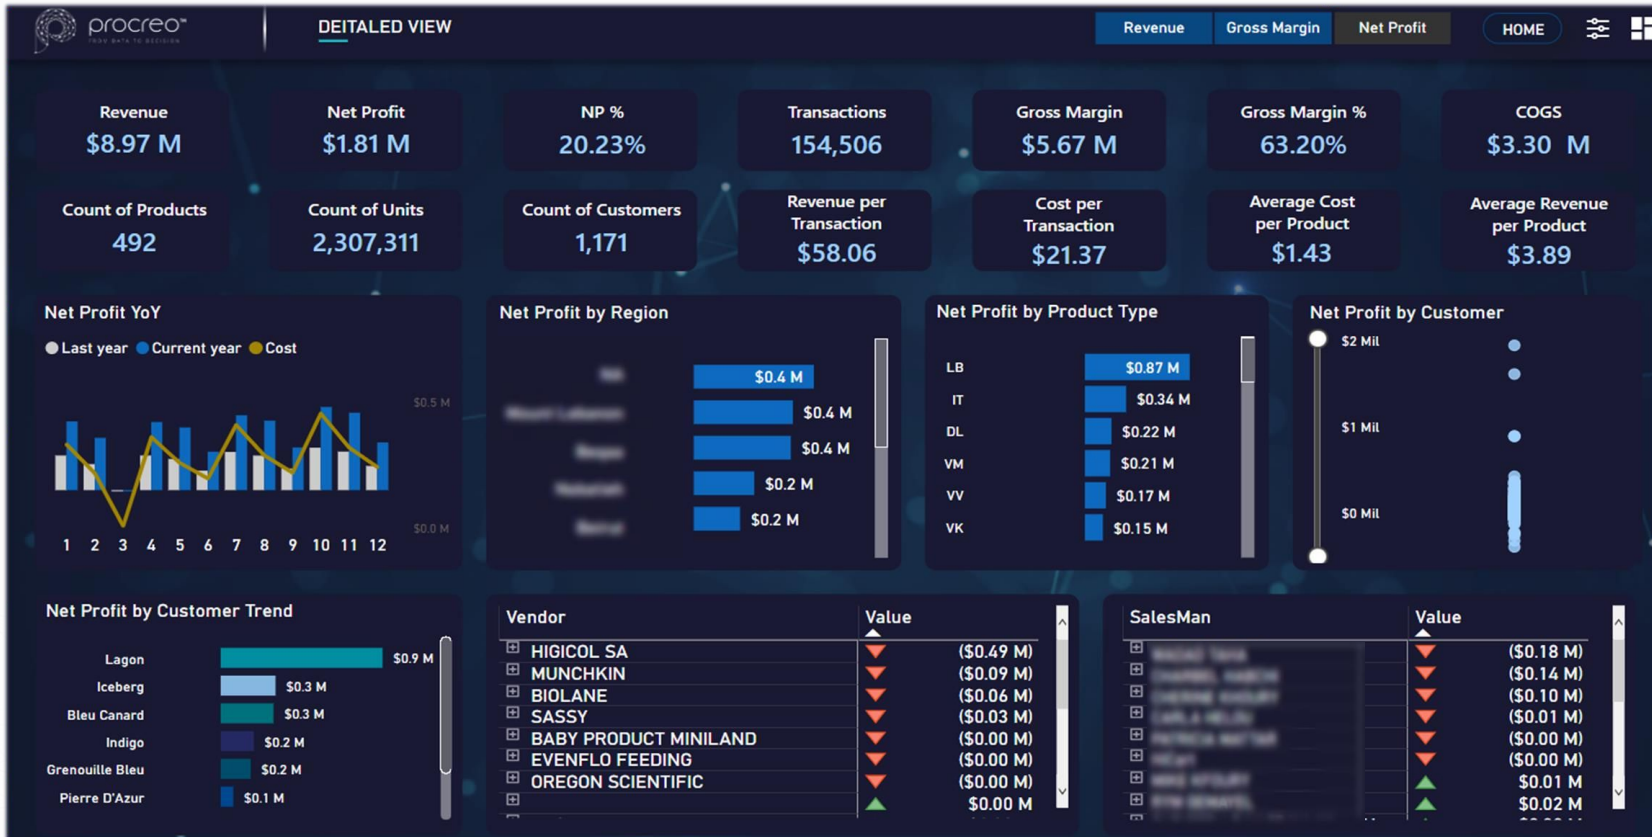 procreo™
FROM DATA TO DECISION
DEITALED VIEW
Revenue
Gross Margin
Net Profit
HOME
Revenue
$8.97 M
Net Profit
$1.81 M
NP %
20.23%
Transactions
154,506
Gross Margin
$5.67 M
Gross Margin %
63.20%
COGS
$3.30 M
Count of Products
492
Count of Units
2,307,311
Count of Customers
1,171
Revenue per
Transaction
$58.06
Cost per
Transaction
$21.37
Average Cost
per Product
$1.43
Average Revenue
per Product
$3.89
Net Profit YoY
Last year Current year Cost
$0.5 M
$0.0 M
1 2 3 4 5 6 7 8 9 10 11 12
Net Profit by Region
$0.4 M
$0.4 M
$0.4 M
$0.2 M
$0.2 M
Net Profit by Product Type
LB $0.87 M
IT $0.34 M
DL $0.22 M
VM $0.21 M
VV $0.17 M
VK $0.15 M
Net Profit by Customer
$2 Mil
$1 Mil
$0 Mil
Net Profit by Customer Trend
Lagon $0.9 M
Iceberg $0.3 M
Bleu Canard $0.3 M
Indigo $0.2 M
Grenouille Bleu $0.2 M
Pierre D'Azur $0.1 M
Vendor Value
HIGICOL SA ($0.49 M)
MUNCHKIN ($0.09 M)
BIOLANE ($0.06 M)
SASSY ($0.03 M)
BABY PRODUCT MINILAND ($0.00 M)
EVENFLO FEEDING ($0.00 M)
OREGON SCIENTIFIC ($0.00 M)
$0.00 M
SalesMan Value
($0.18 M)
($0.14 M)
($0.10 M)
($0.01 M)
($0.00 M)
($0.00 M)
$0.01 M
$0.02 M